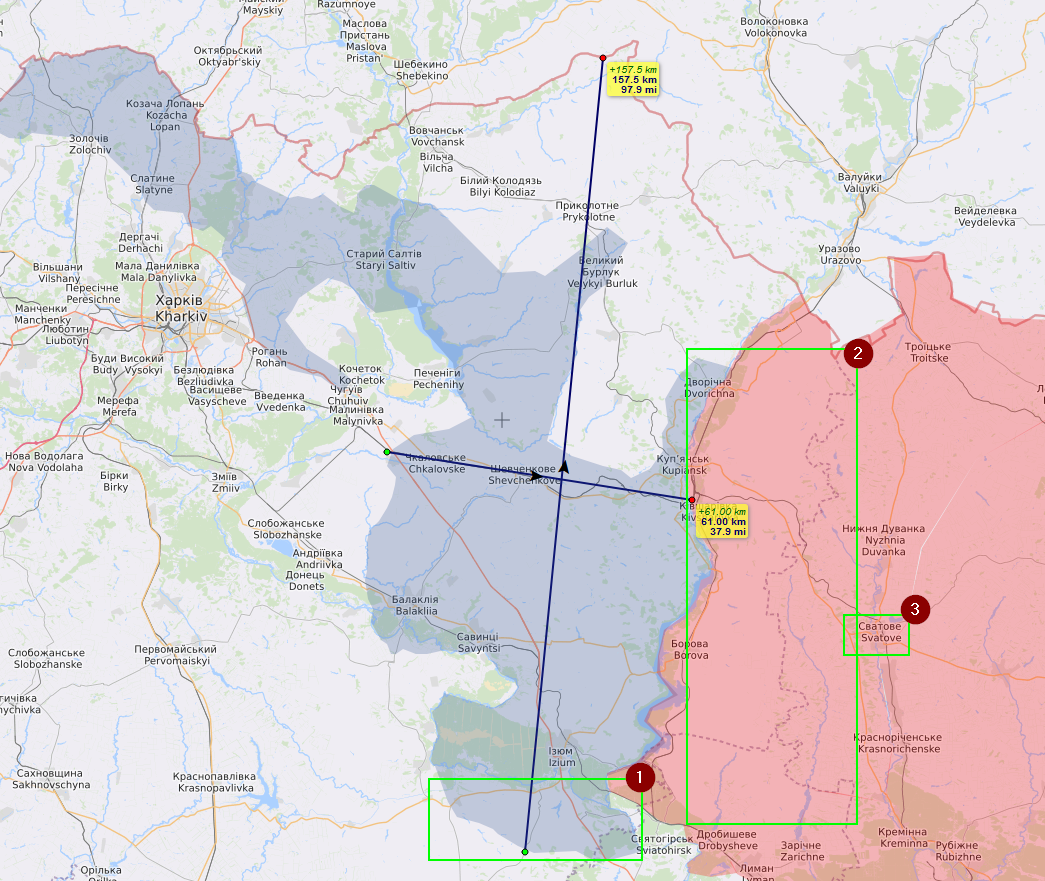 Майский
Mayskiy
Razumnoye
Маслова
Пристань
Maslova
Pristan'
Волоконовка
Volokonovka
Октябрьский
Oktyabr'skiy
Шебекино
Shebekino
+157.5 km
157.5 km
97.9 mi
Козача Лопань
Kozacha
Lopan
Золочів
Zolochiv
Вовчанськ
Vovchansk
Вільча
Vilcha
Слатине
Slatyne
Білий Колодязь
Bilyi Kolodiaz
Валуйки
Valuyki
Приколотне
Prykolotne
Вейделевка
Veydelevka
Дергачі
Derhachi
Старий Салтів
Staryi Saltiv
Уразово
Urazovo
Вільшани
Vilshany
Мала Данилівка
Mala Danylivka
Великий
Бурлук
Velykyi Burluk
Пересічне
Peresichne
Харків
Kharkiv
Манченки
Manchenky
Люботин
Liubotyn
Рогань
Rohan
Троїцьке
Troitske
2
Буди Високий
Budy Vysokyi
Безлюдівка
Bezliudivka
Кочеток
Kochetok
Печеніги
Pechenihy
Дворічна
Dvorichna
Васищеве
Vasyscheve
Введенка
Vvedenka
Чугуїв
Chuhuiv
Малинівка
Malynivka
Мерефа
Merefa
Нова Водолага
Nova Vodolaha
Чкаловське
Chkalovske
Шевченкове
Shevchenkove
Куп'янськ
Kupiansk
Бірки
Birky
Зміїв
Zmiiv
+61.00 km
61.00 km
37.9 mi
Слобожанське
Slobozhanske
Нижня Дуванка
Nyzhnia
Duvanka
Андріївка
Andriivka
Донець
Donets
Балаклія
Balakliia
3
Сватове
Svatove
Савинці
Savyntsi
Борова
Borova
Слобожанське
Slobozhanske
Первомайський
Pervomaiskyi
Ізюм
Izium
Красноріченське
Krasnorichenske
Сахновщина
Sakhnovschyna
Краснопавлівка
Krasnopavlivka
1
Святогірськ
Sviatohirsk
Дробишеве
Drobysheve
Зарічне
Zarichne
Кремінна
Kreminna
Рубіжне
Rubizhne
Орілька
Лиман
Lyman